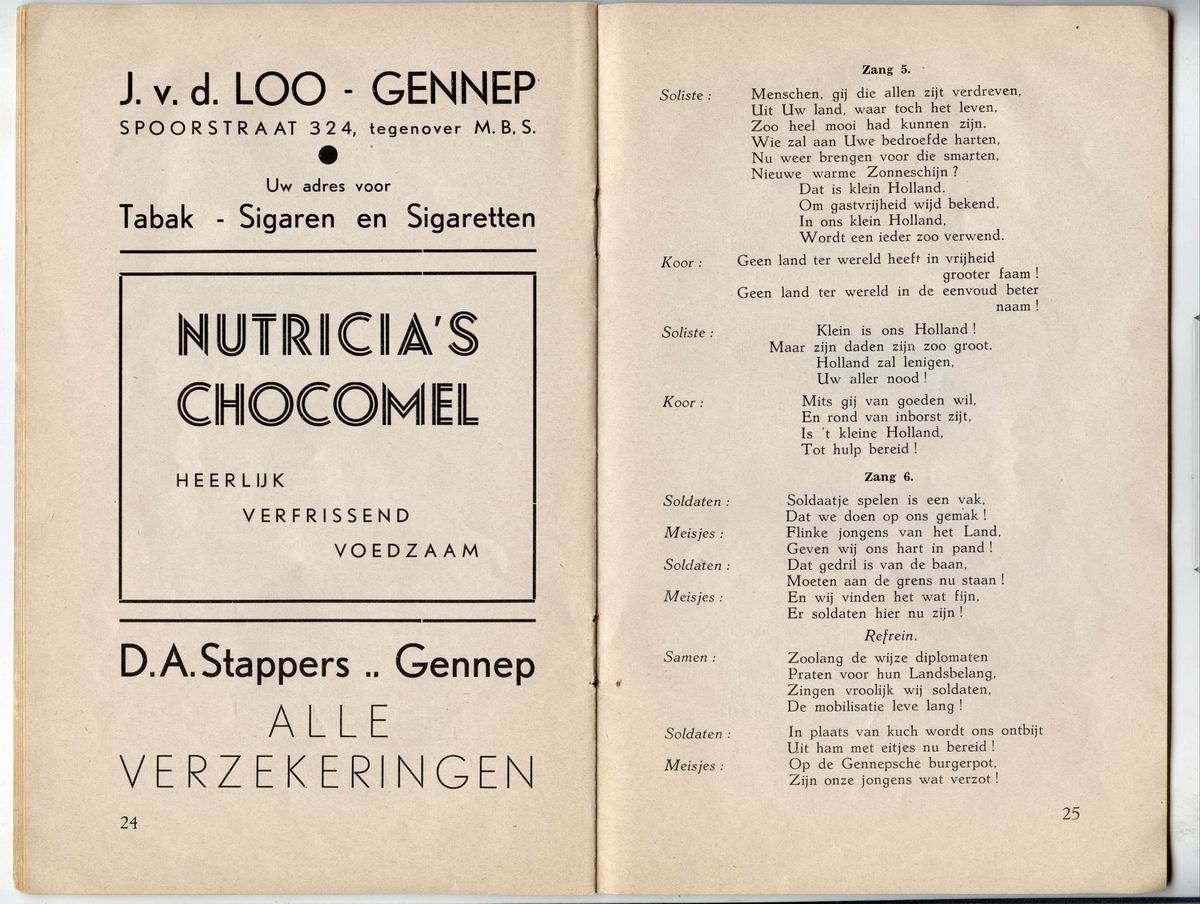 J. v. d. LOO - GENNEP
SPOORSTRAAT 324, tegenover M.B.S.
Uw adres voor
Tabak - Sigaren en Sigaretten
NUTRICIA'S
CHOCOMEL
HEERLIJK
VERFRISSEND
VOEDZAAM
D.A. Stappers .. Gennep
ALLE
VERZEKERINGEN
24
Zang 5.
Soliste : Menschen, gij die allen zijt verdreven,
Uit Uw land, waar toch het leven,
Zoo heel mooi had kunnen zijn.
Wie zal aan Uwe bedroefde harten,
Nu weer brengen voor die smarten,
Nieuwe warme Zonneschijn ?
Dat is klein Holland.
Om gastvrijheid wijd bekend.
In ons klein Holland,
Wordt een ieder zoo verwend.
Koor : Geen land ter wereld heeft in vrijheid
grooter faam !
Geen land ter wereld in de eenvoud beter
naam !
Soliste : Klein is ons Holland !
Maar zijn daden zijn zoo groot.
Holland zal lenigen,
Uw aller nood !
Koor : Mits gij van goeden wil,
En rond van inborst zijt,
Is 't kleine Holland,
Tot hulp bereid !
Zang 6.
Soldaten : Soldaatje spelen is een vak,
Dat we doen op ons gemak !
Meisjes : Flinke jongens van het Land,
Geven wij ons hart in pand !
Soldaten : Dat gedril is van de baan,
Moeten aan de grens nu staan !
Meisjes : En wij vinden het wat fijn,
Er soldaten hier nu zijn !
Refrein.
Samen : Zoolang de wijze diplomaten
Praten voor hun Landsbelang,
Zingen vroolijk wij soldaten,
De mobilisatie leve lang !
Soldaten : In plaats van kuch wordt ons ontbijt
Uit ham met eitjes nu bereid !
Meisjes : Op de Gennepsche burgerpot,
Zijn onze jongens wat verzot !
25